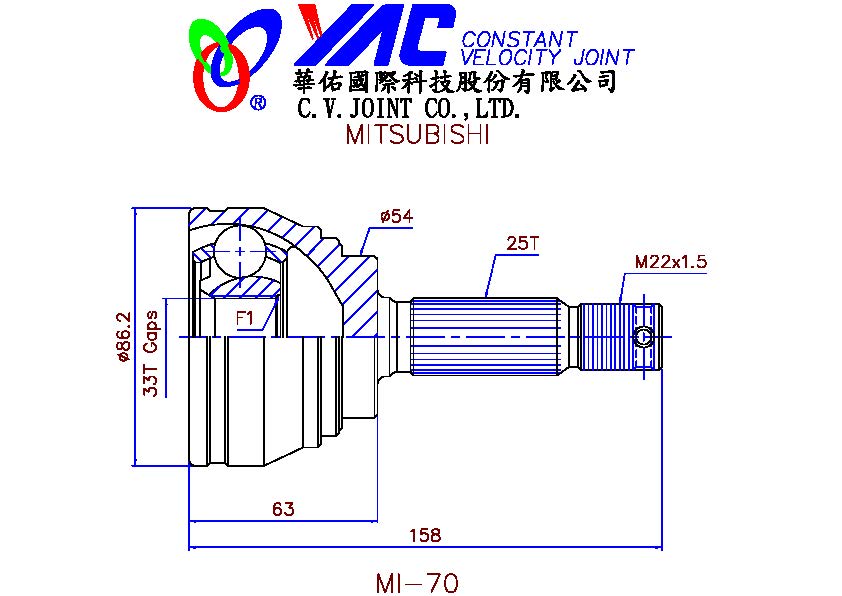 YAC CONSTANT
VELOCITY JOINT
華佑國際科技股份有限公司
®
C.V.JOINT CO.,LTD.
MITSUBISHI
ø54
25T
M22x1.5
F1
ø86.2
33T Gaps
63
158
MI-70